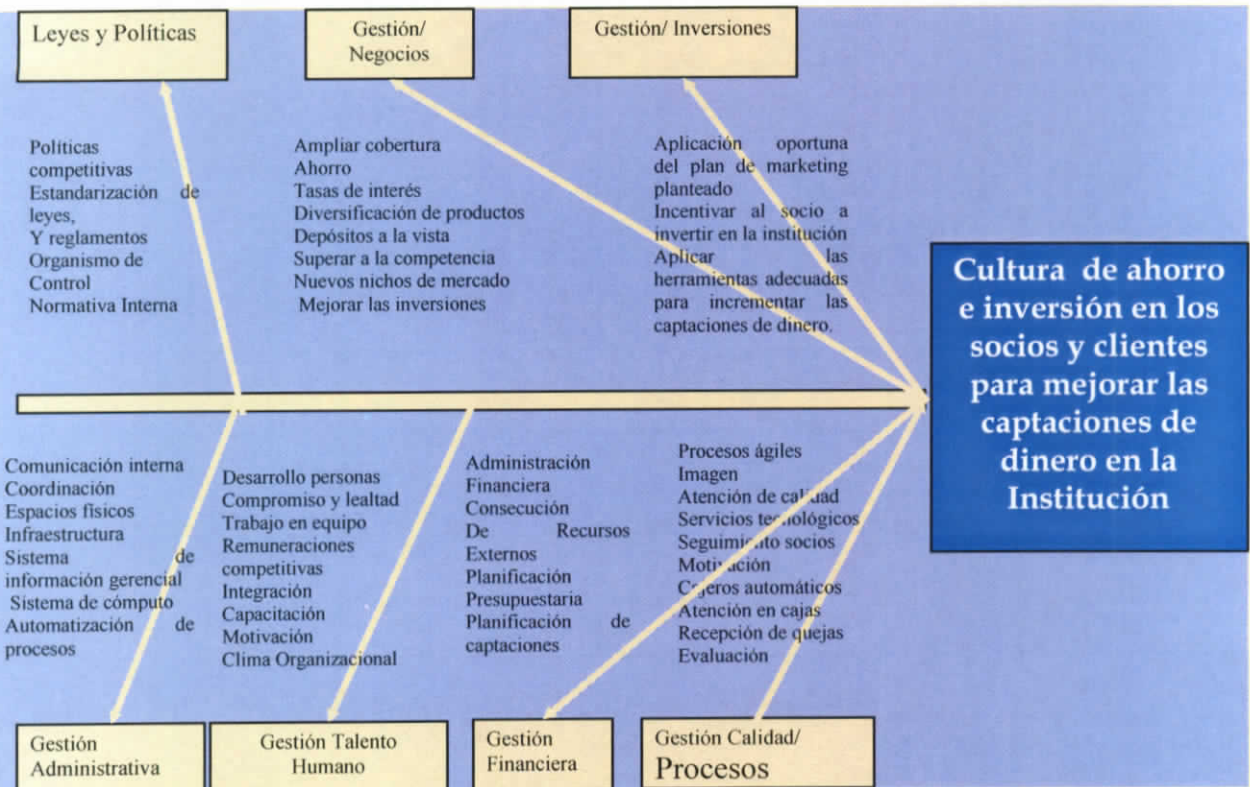 Leyes y Políticas
Gestión/
Negocios
Gestión/ Inversiones
Políticas
competitivas
Estandarización de
leyes,
Y reglamentos
Organismo de
Control
Normativa Interna
Ampliar cobertura
Ahorro
Tasas de interés
Diversificación de productos
Depósitos a la vista
Superar a la competencia
Nuevos nichos de mercado
Mejorar las inversiones
Aplicación oportuna
del plan de marketing
planteado
Incentivar al socio a
invertir en la institución
Aplicar las
herramientas adecuadas
para incrementar las
captaciones de dinero.
Cultura de ahorro
e inversión en los
socios y clientes
para mejorar las
captaciones de
dinero en la
Institución
Comunicación interna
Coordinación
Espacios físicos
Infraestructura
Sistema de
información gerencial
Sistema de cómputo
Automatización de
procesos
Desarrollo personas
Compromiso y lealtad
Trabajo en equipo
Remuneraciones
competitivas
Integración
Capacitación
Motivación
Clima Organizacional
Administración
Financiera
Consecución
De Recursos
Externos
Planificación
Presupuestaria
Planificación de
captaciones
Procesos ágiles
Imagen
Atención de calidad
Servicios tecnológicos
Seguimiento socios
Motivación
Cajeros automáticos
Atención en cajas
Recepción de quejas
Evaluación
Gestión
Administrativa
Gestión Talento
Humano
Gestión
Financiera
Gestión Calidad/
Procesos